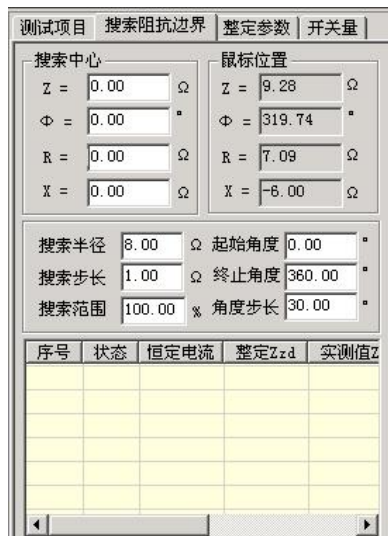 测试项目 搜索阻抗边界 整定参数 开关量
搜索中心 鼠标位置
Z = 0.00 Ω Z = 9.28 Ω
Φ = 0.00 ° Φ = 319.74 °
R = 0.00 Ω R = 7.09 Ω
X = 0.00 Ω X = -6.00 Ω
搜索半径 8.00 Ω 起始角度 0.00 °
搜索步长 1.00 Ω 终止角度 360.00 °
搜索范围 100.00 % 角度步长 30.00 °
序号 状态 恒定电流 整定Zzd 实测值Z